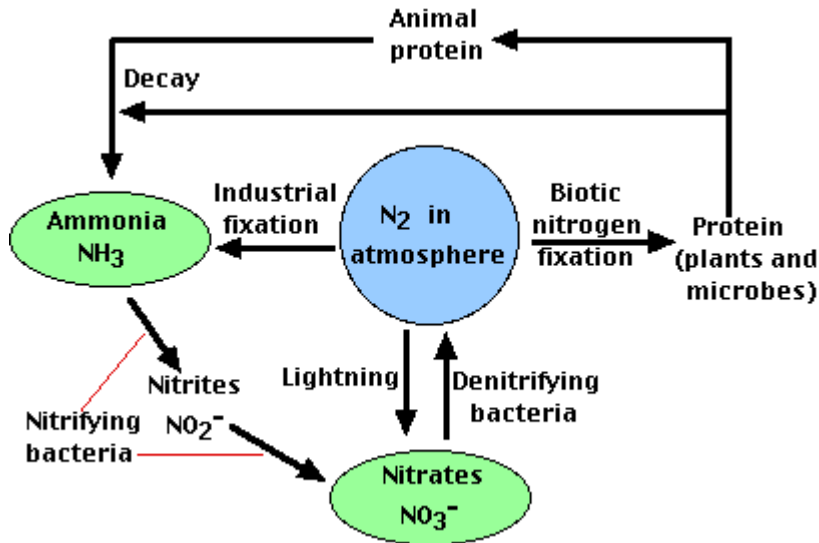 Animal
protein
Decay
Industrial
fixation
Ammonia
NH3
N2 in
atmosphere
Biotic
nitrogen
fixation
Protein
(plants and
microbes)
Lightning
Denitrifying
bacteria
Nitrites
NO2-
Nitrifying
bacteria
Nitrates
NO3-